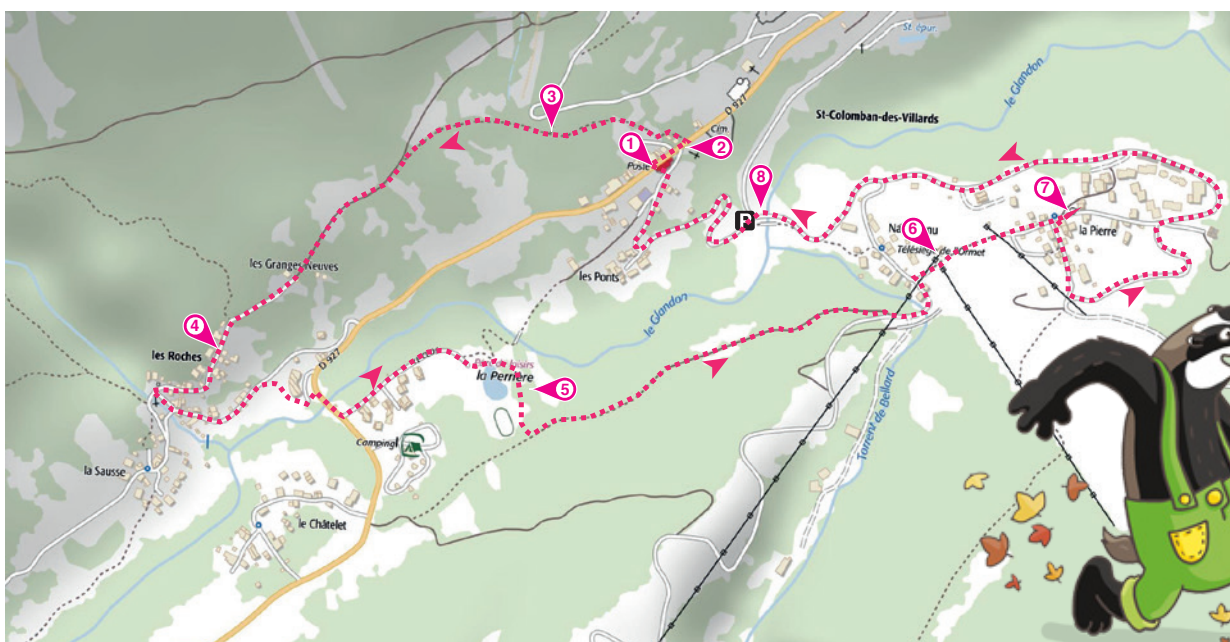 St. épur.
le Glandon
D 927
3
Cim.
St-Colomban-des-Villards
1
2
Poste
8
7
P
6
la Pierre
Télésiège de l'Ormet
les Granges Neuves
les Ponts
le Glandon
4
les Roches
D 927
la Perrière
5
Camping
Torrent de Bellard
la Sausse
le Châtelet